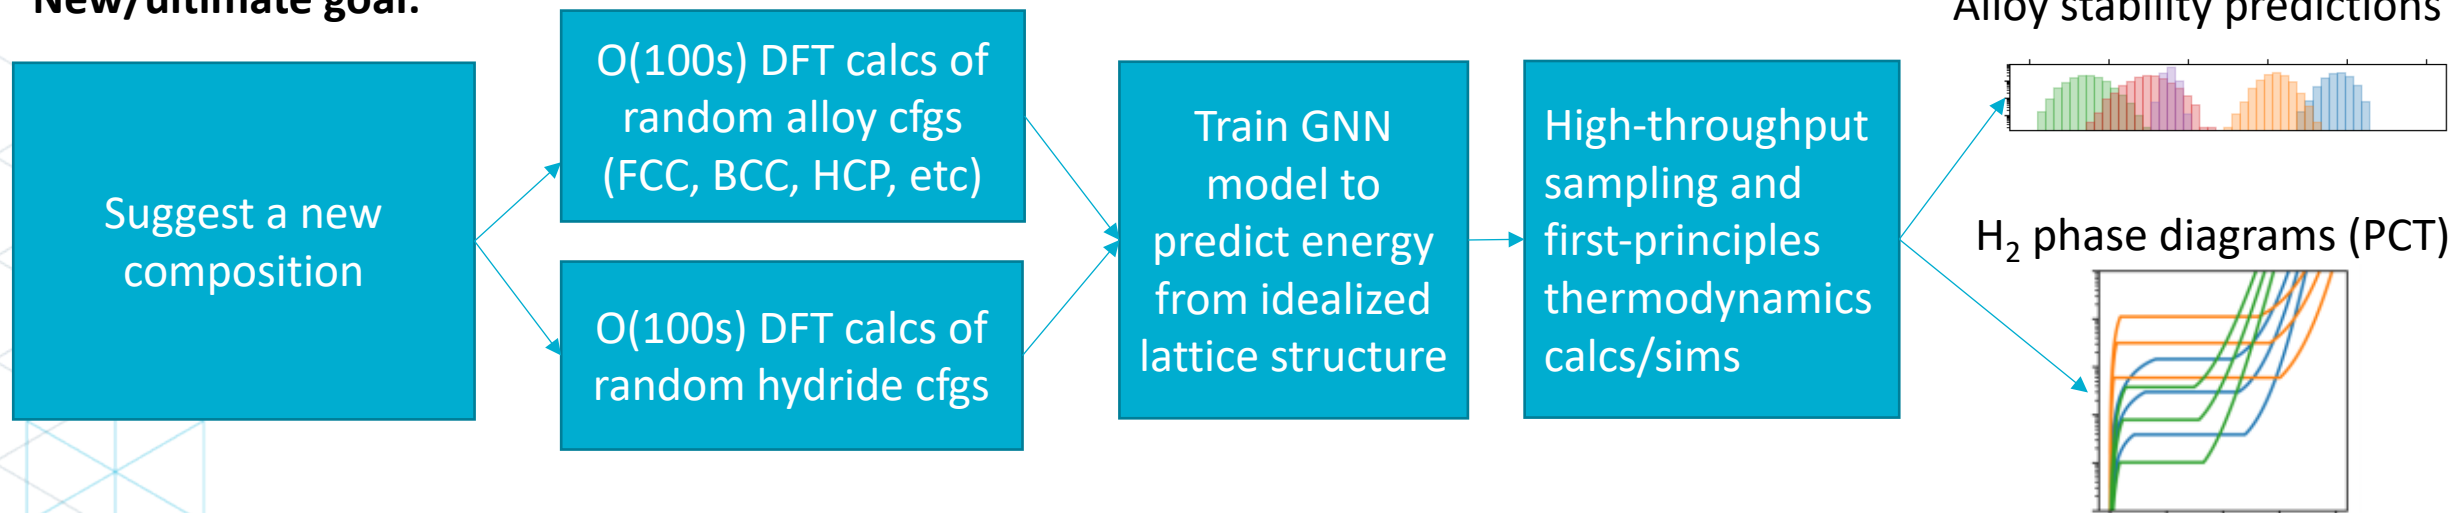 New/ultimate goal:
Suggest a new
composition
O(100s) DFT calcs of
random alloy cfgs
(FCC, BCC, HCP, etc)
O(100s) DFT calcs of
random hydride cfgs
Train GNN
model to
predict energy
from idealized
lattice structure
High-throughput
sampling and
first-principles
thermodynamics
calcs/sims
Alloy stability predictions
H₂ phase diagrams (PCT)